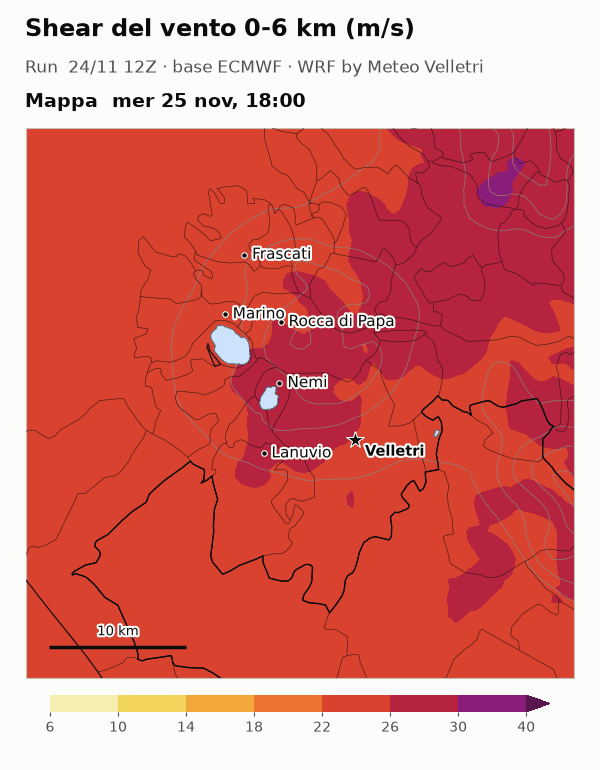 Shear del vento 0-6 km (m/s)
Run  24/11 12Z · base ECMWF · WRF by Meteo Velletri
Mappa  mer 25 nov, 18:00
Frascati
Marino
Rocca di Papa
Nemi
Velletri
Lanuvio
10 km
6 10 14 18 22 26 30 40